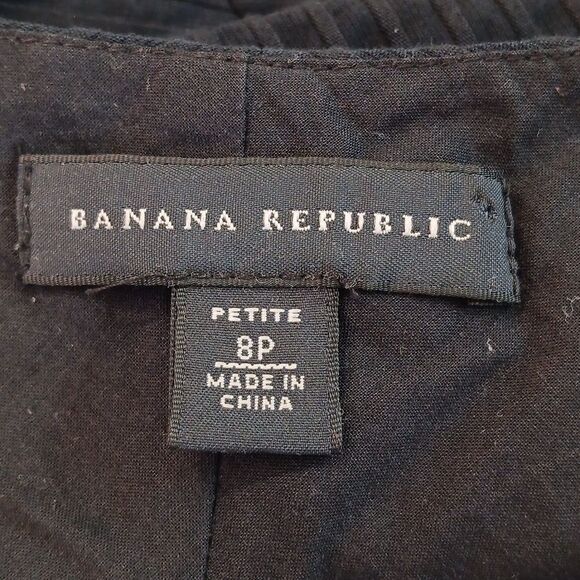 BANANA REPUBLIC
PETITE
8P
MADE IN
CHINA